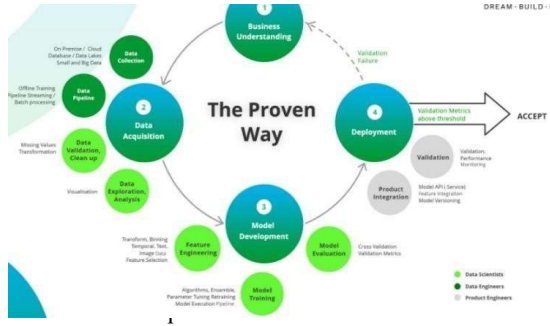 DREAM · BUILD ·
1
Business
Understanding
On Premise / Cloud
Database / Data Lakes
Small and Big Data
Data
Collection
Validation
Failure
Offline Training
Pipeline Streaming /
Batch processing
Data
Pipeline
2
Data
Acquisition
The Proven
Way
4
Deployment
Validation Metrics
above threshold
ACCEPT
Missing Values
Transformation
Data
Validation,
Clean up
Validation
Validation,
Performance
Monitoring
Visualisation
Data
Exploration,
Analysis
Product
Integration
Model API ( Service)
Feature Integration
Model Versioning
3
Model
Development
Transform, Binning
Temporal, Text,
Image Data
Feature Selection
Feature
Engineering
Model
Evaluation
Cross Validation
Validation Metrics
Algorithms, Ensemble,
Parameter Tuning Retraining
Model Execution Pipeline
Model
Training
Data Scientists
Data Engineers
Product Engineers